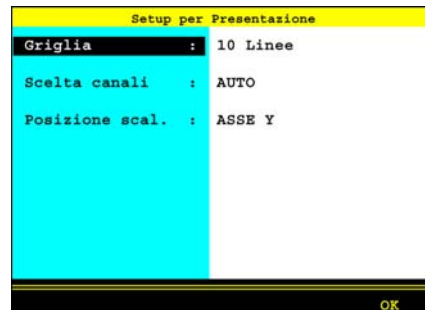 Setup per Presentazione
Griglia : 10 Linee
Scelta canali : AUTO
Posizione scal. : ASSE Y
OK